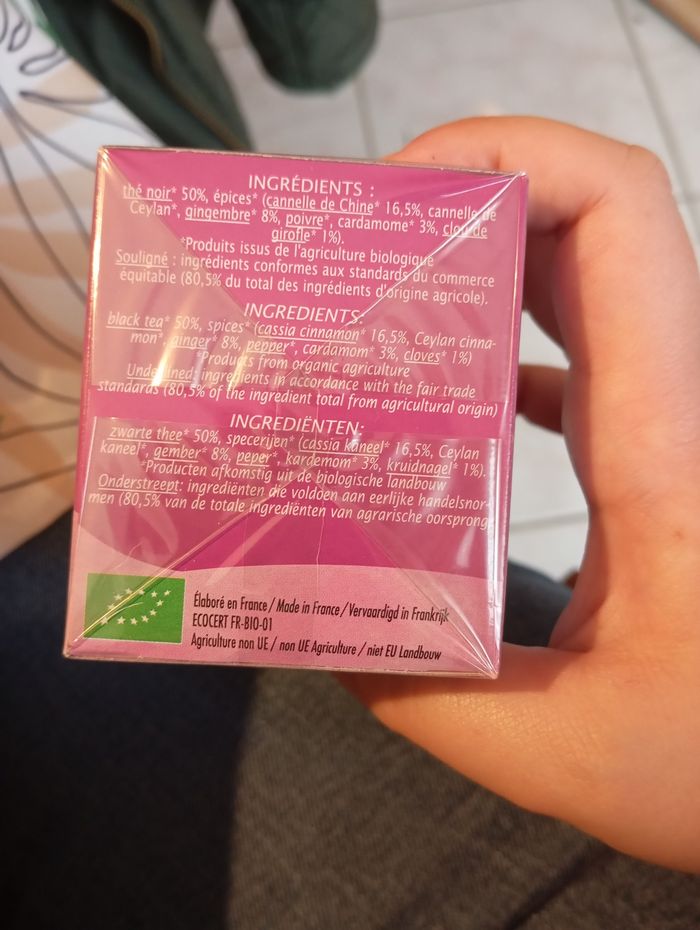 INGRÉDIENTS :
thé noir* 50%, épices* (cannelle de Chine* 16,5%, cannelle de
Ceylan*, gingembre* 8%, poivre*, cardamome* 3%, clou de
girofle* 1%).
*Produits issus de l'agriculture biologique
Souligné : ingrédients conformes aux standards du commerce
équitable (80,5% du total des ingrédients d'origine agricole).
INGREDIENTS:
black tea* 50%, spices* (cassia cinnamon* 16,5%, Ceylan cinna-
mon*, ginger* 8%, pepper*, cardamom* 3%, cloves* 1%)
*Products from organic agriculture
Underlined: ingredients in accordance with the fair trade
standards (80,5% of the ingredient total from agricultural origin)
INGREDIËNTEN:
zwarte thee* 50%, specerijen* (cassia kaneel* 16,5%, Ceylan
kaneel*, gember* 8%, peper*, kardemom* 3%, kruidnagel* 1%).
*Producten afkomstig uit de biologische landbouw
Onderstreept: ingrediënten die voldoen aan eerlijke handelsnor-
men (80,5% van de totale ingrediënten van agrarische oorsprong)
Élaboré en France / Made in France / Vervaardigd in Frankrijk
ECOCERT FR-BIO-01
Agriculture non UE / non UE Agriculture / niet EU Landbouw